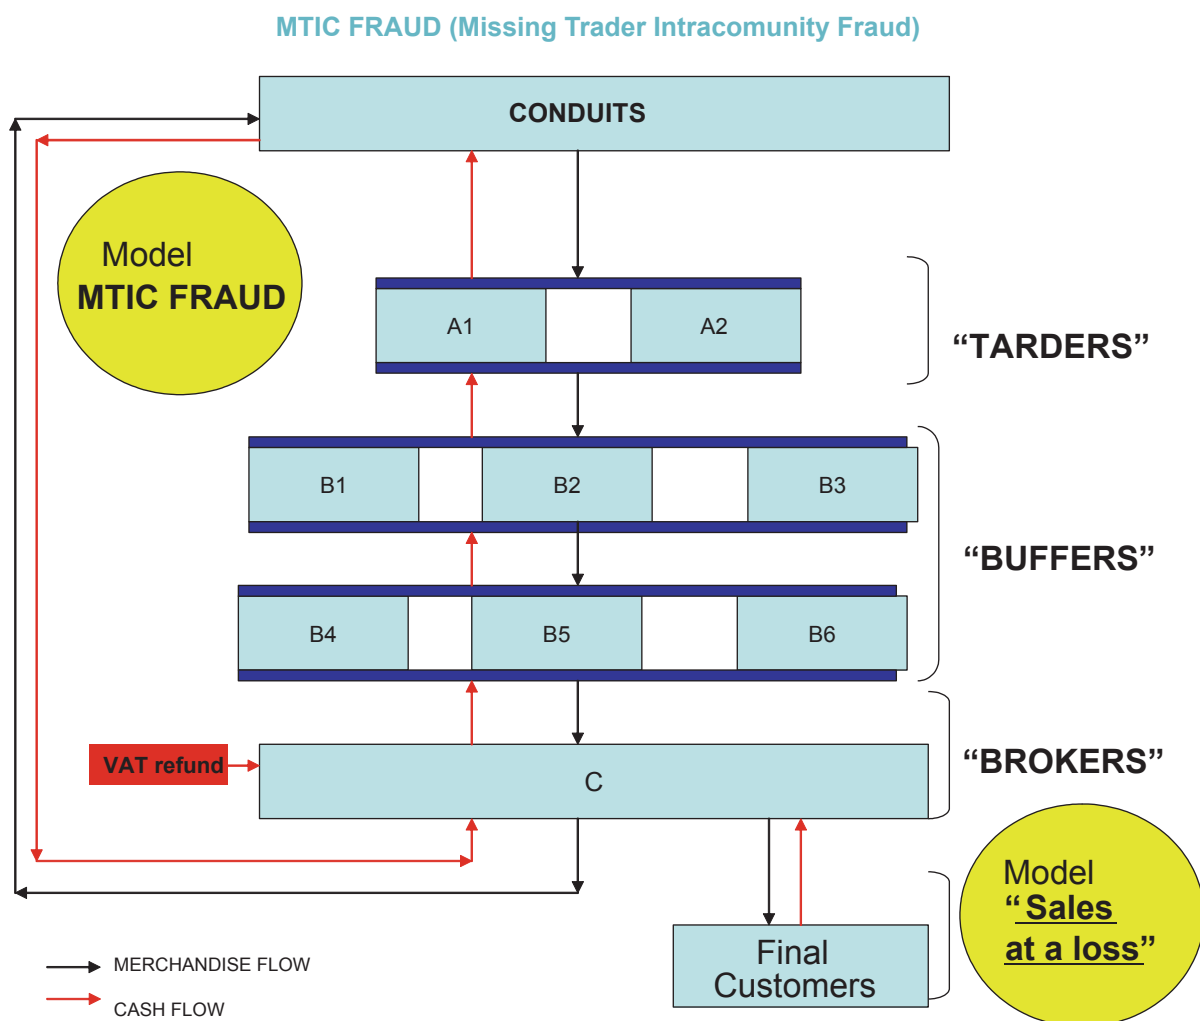 MTIC FRAUD (Missing Trader Intracomunity Fraud)
CONDUITS
Model
MTIC FRAUD
A1
A2
“TARDERS”
B1
B2
B3
“BUFFERS”
B4
B5
B6
VAT refund
C
“BROKERS”
Model
“Sales
at a loss”
Final
Customers
MERCHANDISE FLOW
CASH FLOW